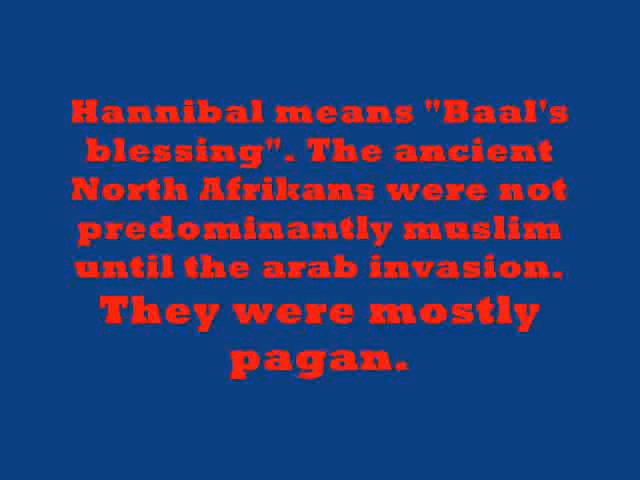 Hannibal means "Baal's
blessing". The ancient
North Afrikans were not
predominantly muslim
until the arab invasion.
They were mostly
pagan.